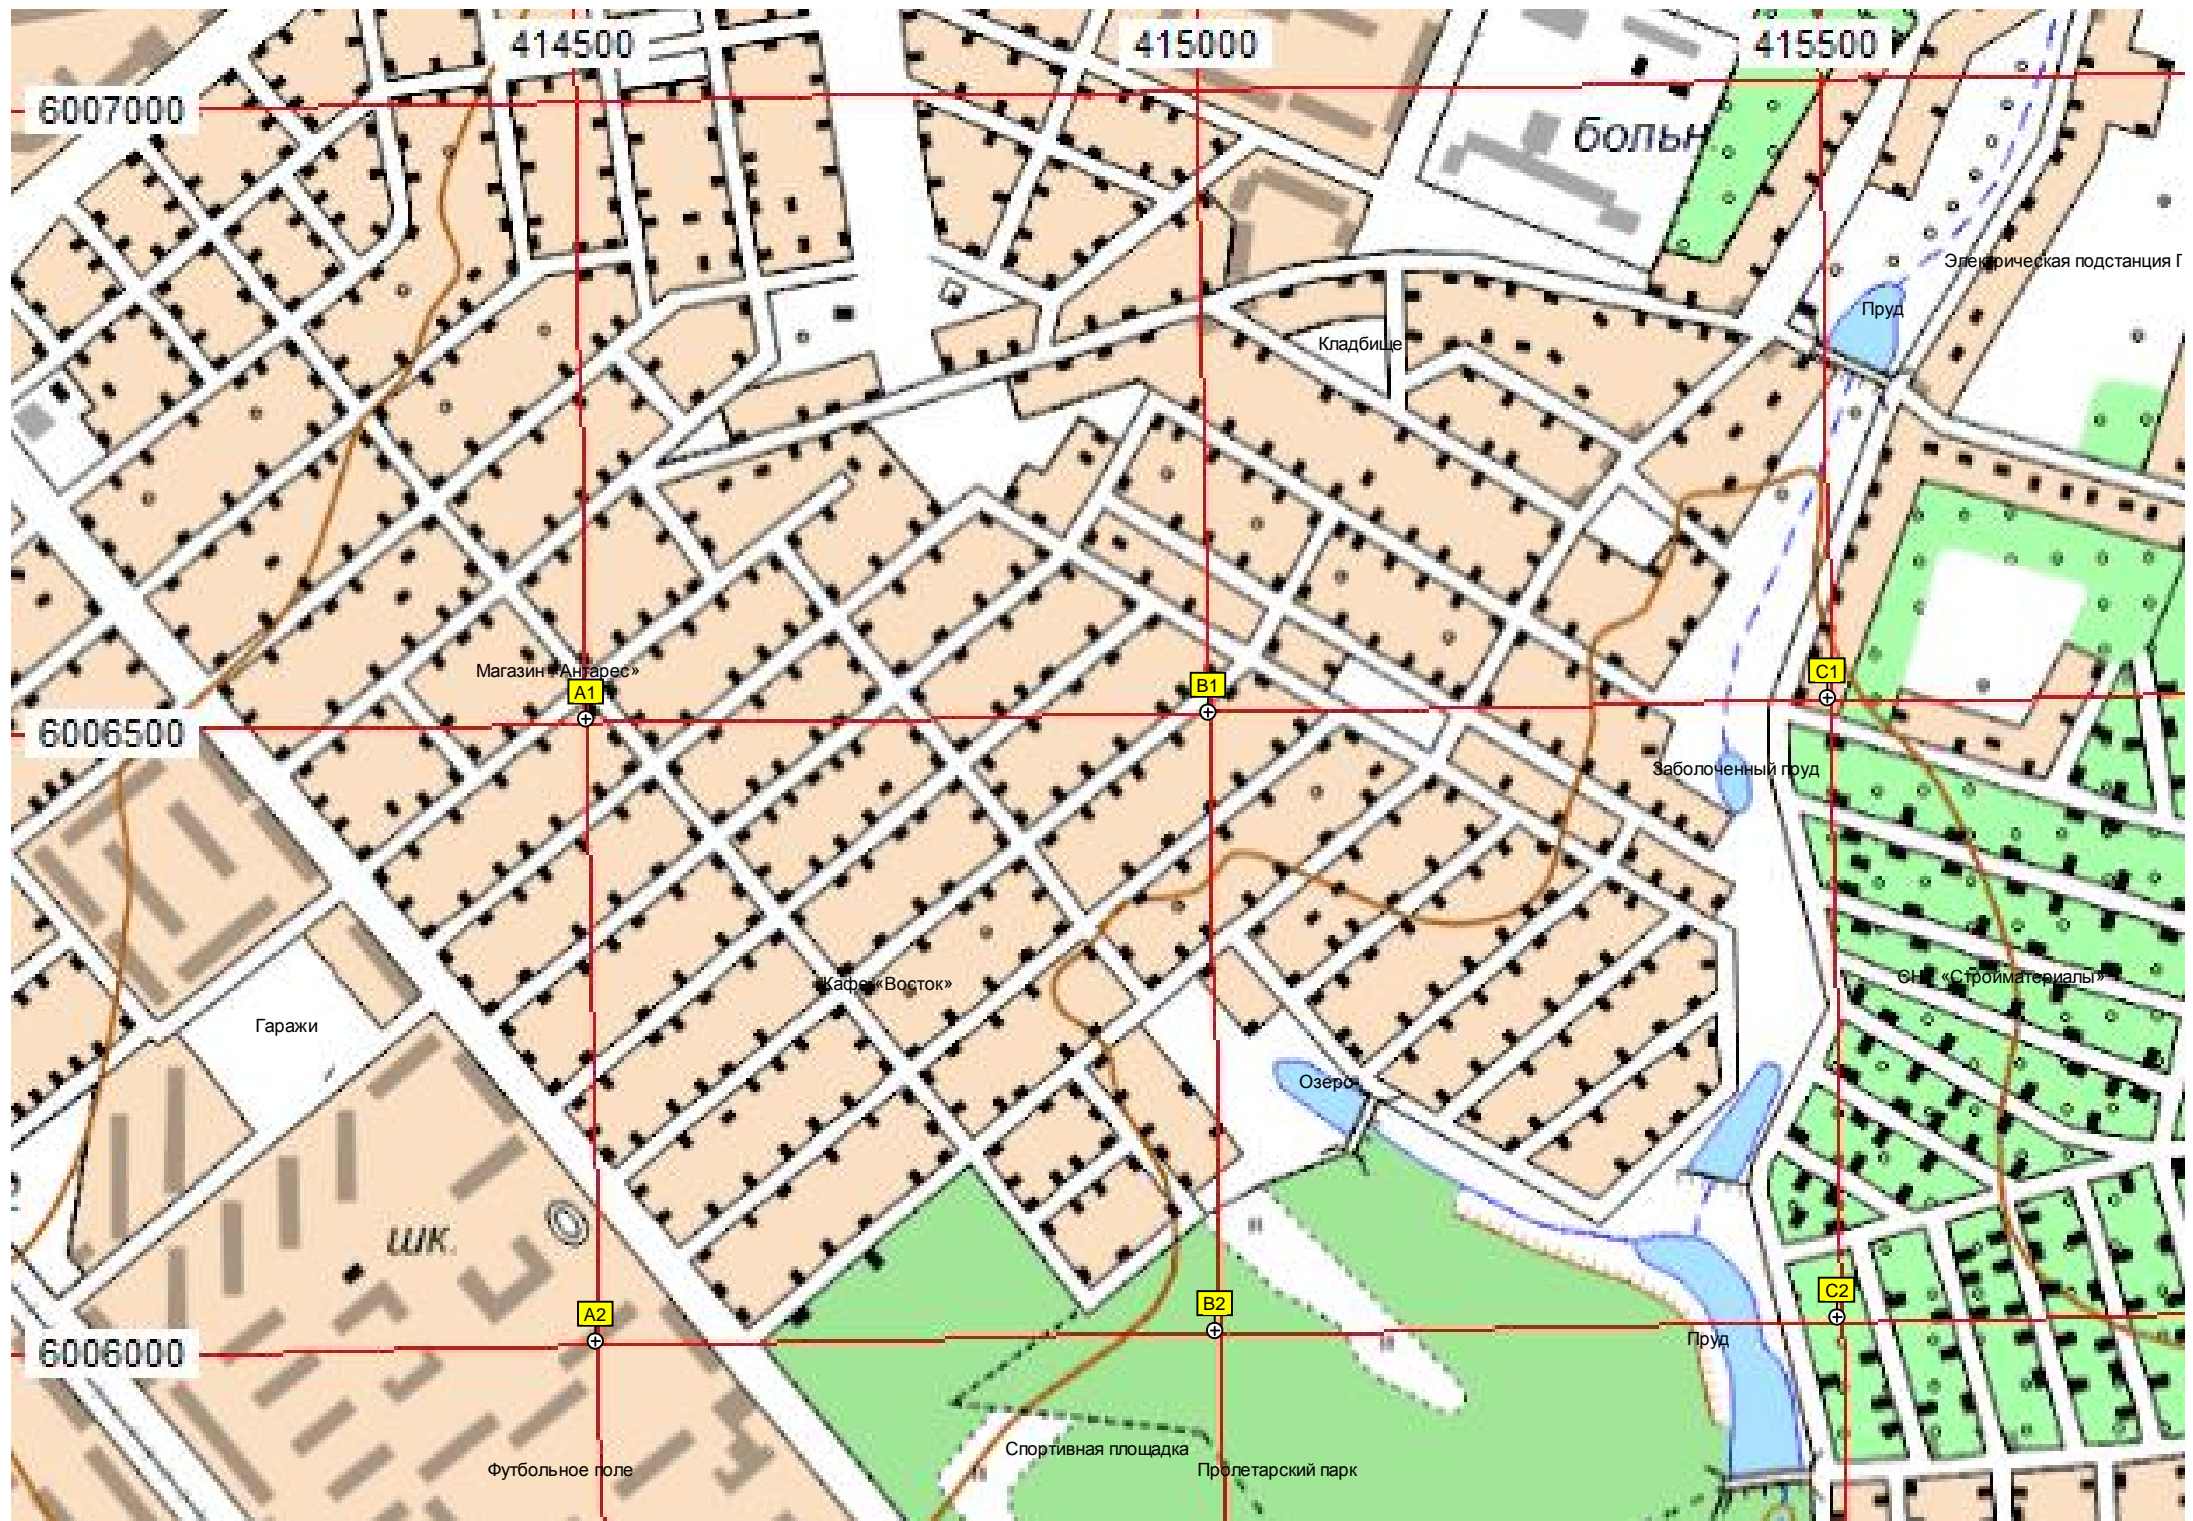 414500
415000
415500
6007000
больн.
Электрическая подстанция
Пруд
Кладбище
Магазин «Антарес»
A1
B1
C1
6006500
Заболоченный пруд
СНТ «Стройматериалы»
Кафе «Восток»
Гаражи
Озеро
шк.
A2
B2
C2
6006000
Пруд
Спортивная площадка
Футбольное поле
Пролетарский парк